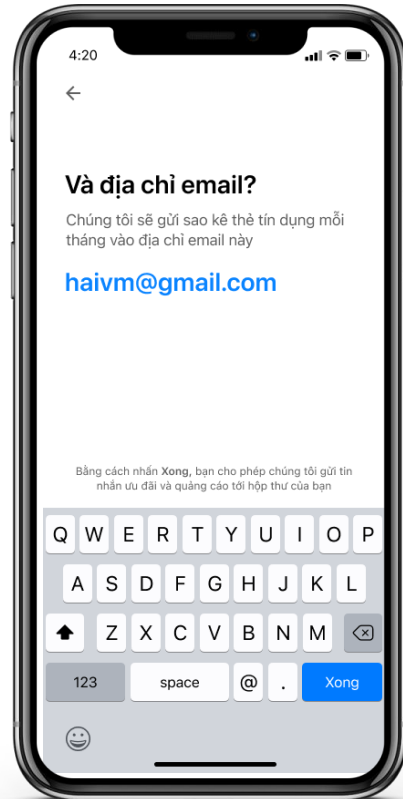 4:20
Và địa chỉ email?
Chúng tôi sẽ gửi sao kê thẻ tín dụng mỗi
tháng vào địa chỉ email này
haivm@gmail.com
Bằng cách nhấn Xong, bạn cho phép chúng tôi gửi tin
nhắn ưu đãi và quảng cáo tới hộp thư của bạn
Q W E R T Y U I O P
A S D F G H J K L
Z X C V B N M
123 space @ . Xong